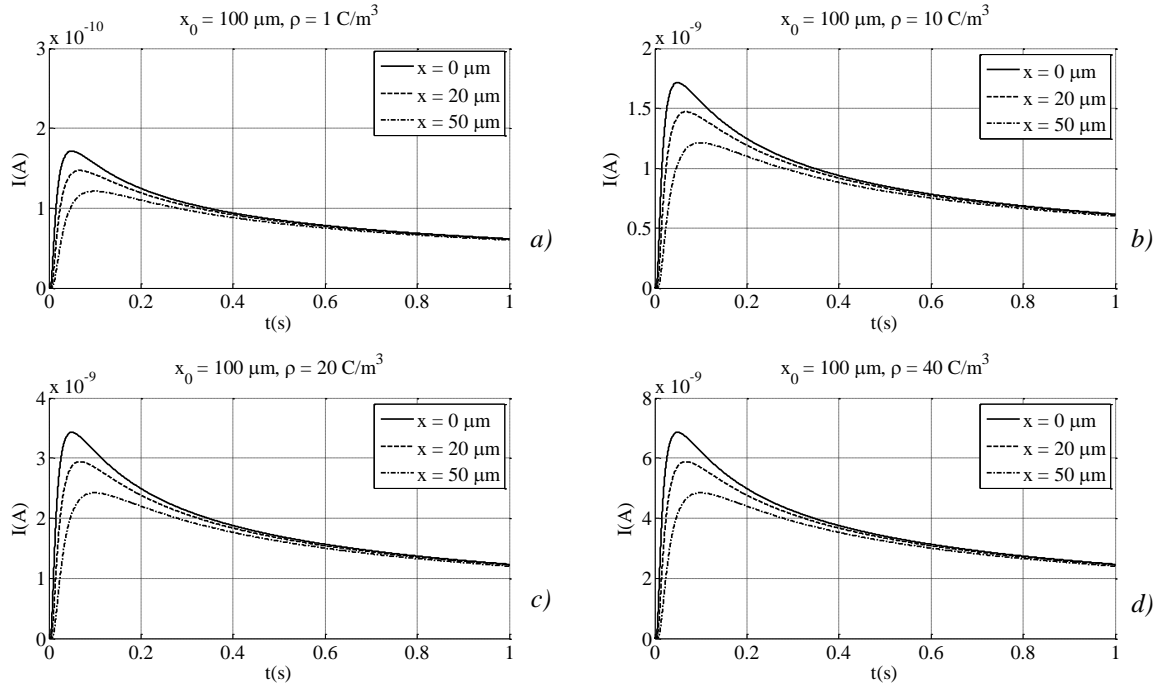 x₀ = 100 μm, ρ = 1 C/m³
x 10⁻¹⁰
3
2
1
0
I(A)
x = 0 μm
x = 20 μm
x = 50 μm
0 0.2 0.4 0.6 0.8 1
t(s)
a)
x₀ = 100 μm, ρ = 10 C/m³
x 10⁻⁹
2
1.5
1
0.5
0
I(A)
x = 0 μm
x = 20 μm
x = 50 μm
0 0.2 0.4 0.6 0.8 1
t(s)
b)
x₀ = 100 μm, ρ = 20 C/m³
x 10⁻⁹
4
3
2
1
0
I(A)
x = 0 μm
x = 20 μm
x = 50 μm
0 0.2 0.4 0.6 0.8 1
t(s)
c)
x₀ = 100 μm, ρ = 40 C/m³
x 10⁻⁹
8
6
4
2
0
I(A)
x = 0 μm
x = 20 μm
x = 50 μm
0 0.2 0.4 0.6 0.8 1
t(s)
d)